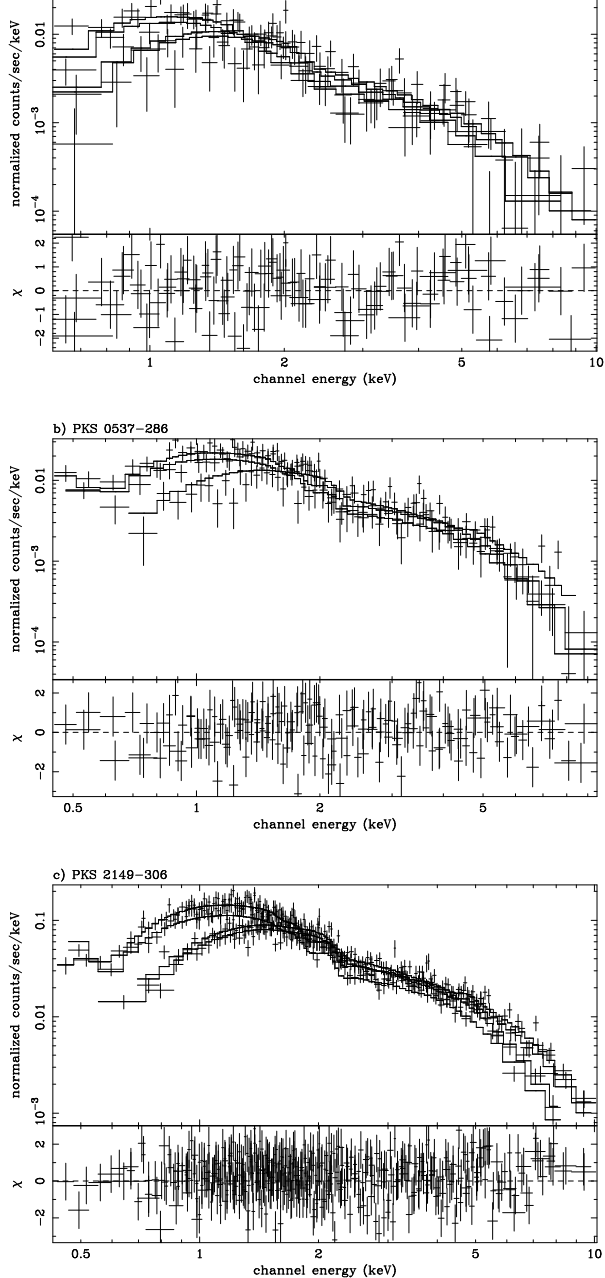 normalized counts/sec/keV
0.01
10⁻³
10⁻⁴
χ
2
1
0
−1
−2
1 2 5 10
channel energy (keV)
b) PKS 0537−286
normalized counts/sec/keV
0.01
10⁻³
10⁻⁴
χ
2
0
−2
0.5 1 2 5
channel energy (keV)
c) PKS 2149−306
normalized counts/sec/keV
0.1
0.01
10⁻³
χ
2
0
−2
0.5 1 2 5 10
channel energy (keV)